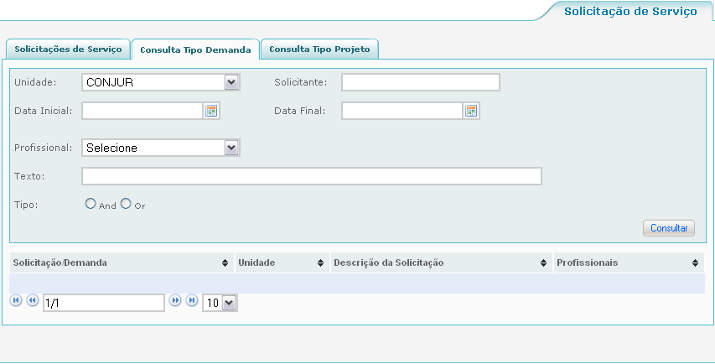 Solicitação de Serviço
Solicitações de Serviço Consulta Tipo Demanda Consulta Tipo Projeto
Unidade: CONJUR Solicitante:
Data Inicial: Data Final:
Profissional: Selecione
Texto:
Tipo: And Or
Consultar
Solicitação/Demanda Unidade Descrição da Solicitação Profissionais
1/1 10